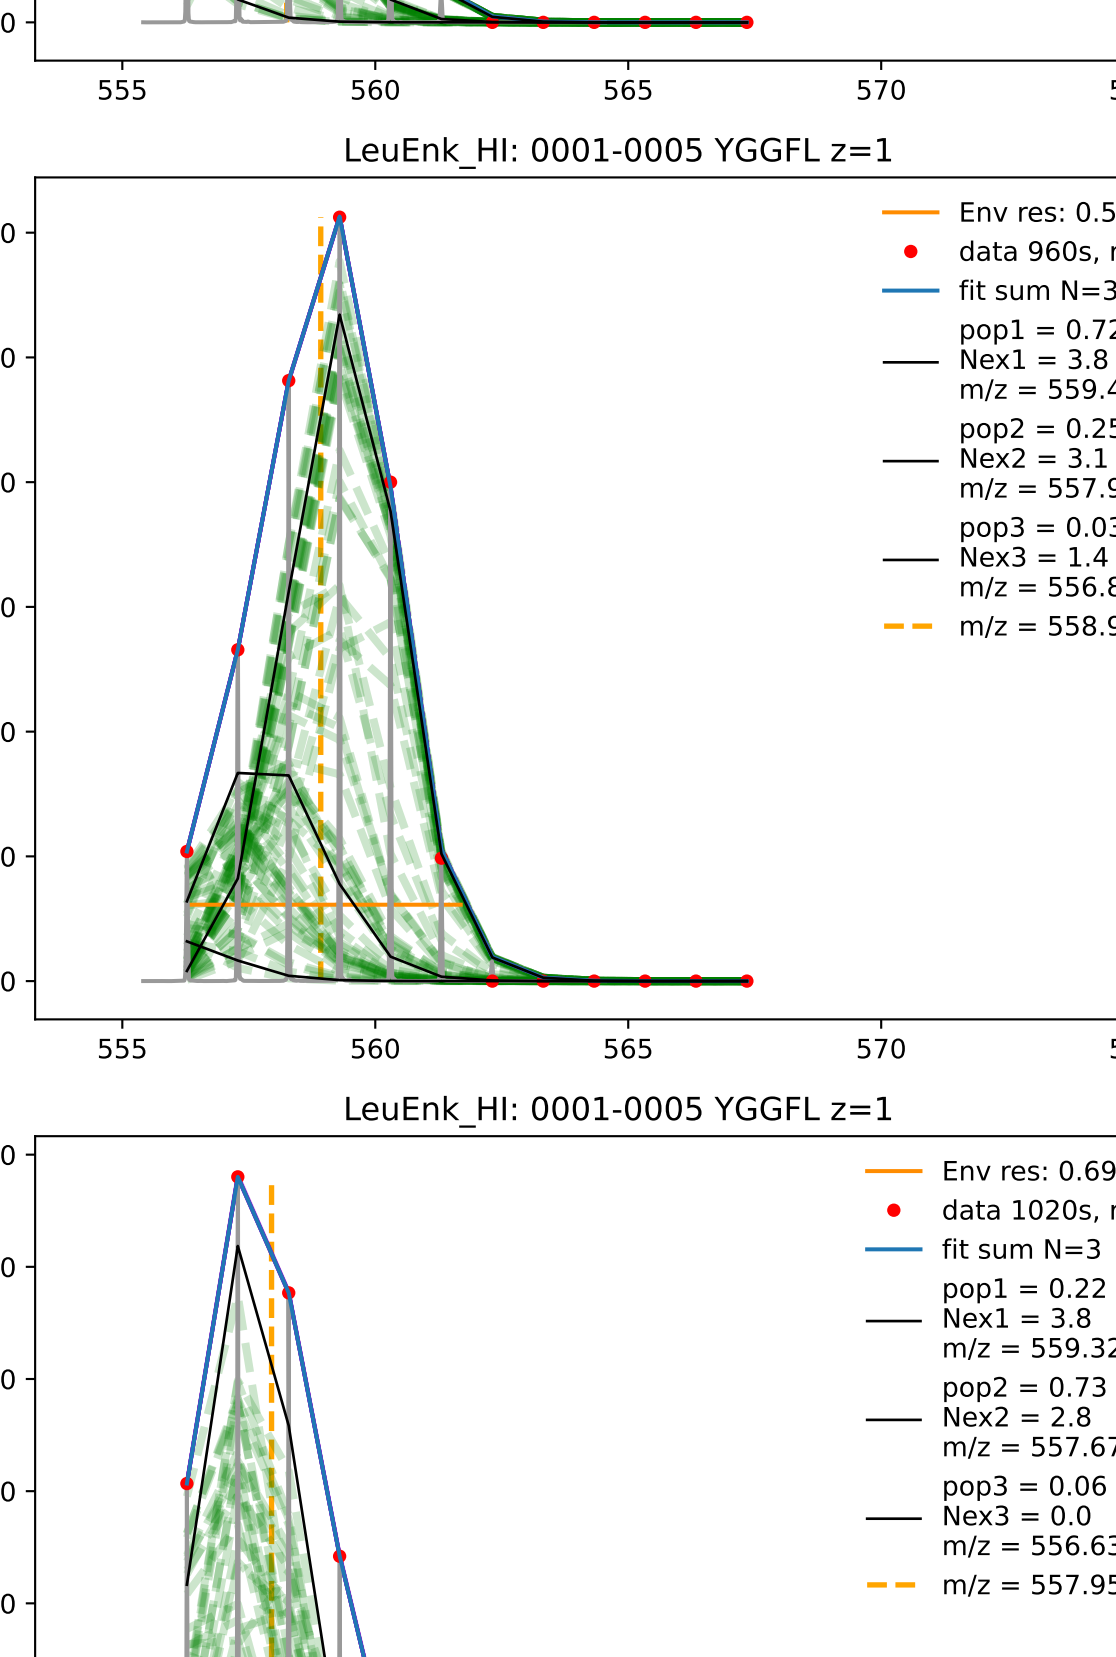 0
555 560 565 570 5
LeuEnk_HI: 0001-0005 YGGFL z=1
Env res: 0.5
0
data 960s, r
fit sum N=3
pop1 = 0.72
0
Nex1 = 3.8
m/z = 559.4
pop2 = 0.25
Nex2 = 3.1
0
m/z = 557.9
pop3 = 0.03
Nex3 = 1.4
m/z = 556.8
0
m/z = 558.9
0
0
0
555 560 565 570 5
LeuEnk_HI: 0001-0005 YGGFL z=1
0
Env res: 0.69
data 1020s, r
fit sum N=3
0
pop1 = 0.22
Nex1 = 3.8
m/z = 559.32
0
pop2 = 0.73
Nex2 = 2.8
m/z = 557.67
pop3 = 0.06
0
Nex3 = 0.0
m/z = 556.63
m/z = 557.95
0